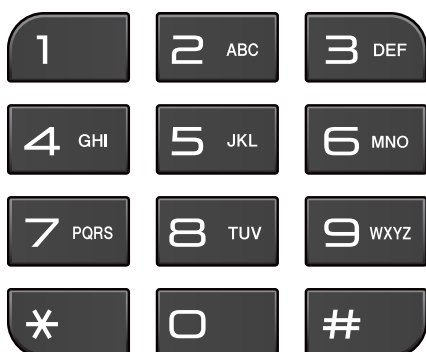 1 2 ABC 3 DEF
4 GHI 5 JKL 6 MNO
7 PQRS 8 TUV 9 WXYZ
* 0 #